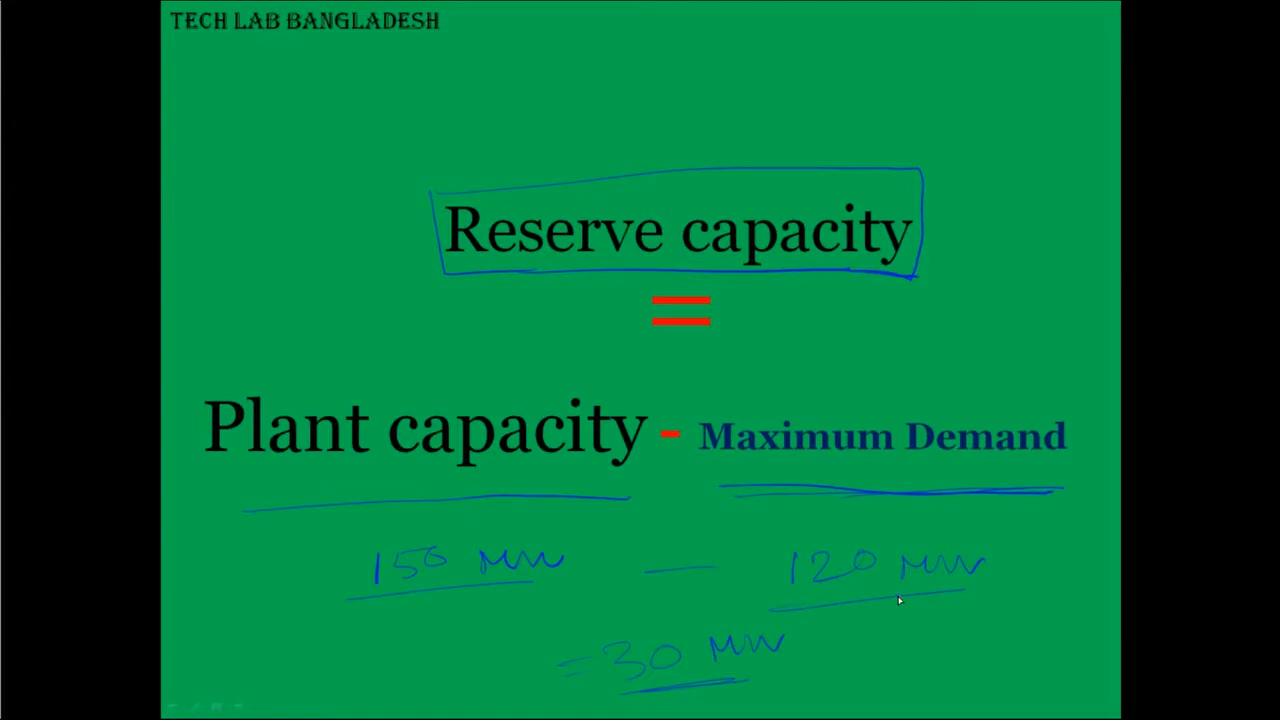 TECH LAB BANGLADESH
Reserve capacity
=
Plant capacity - Maximum Demand
150 MW — 120 MW
= 30 MW